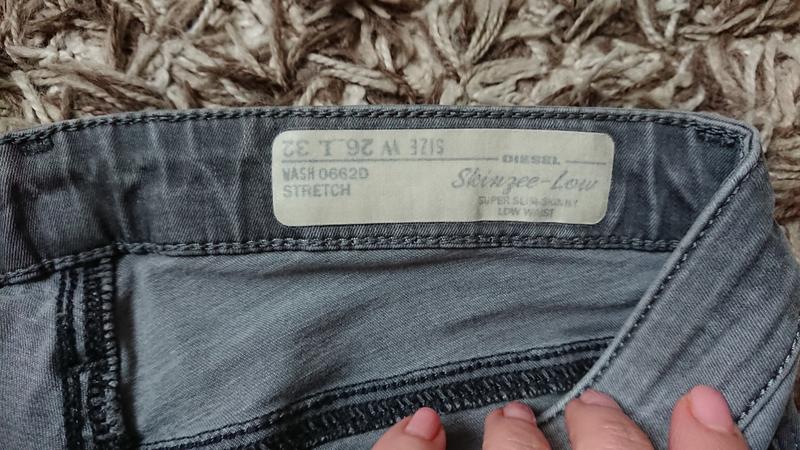 SIZE W 26 L 32
DIESEL
WASH 0662D
Skinzee-Low
STRETCH
SUPER SLIM-SKINNY
LOW WAIST